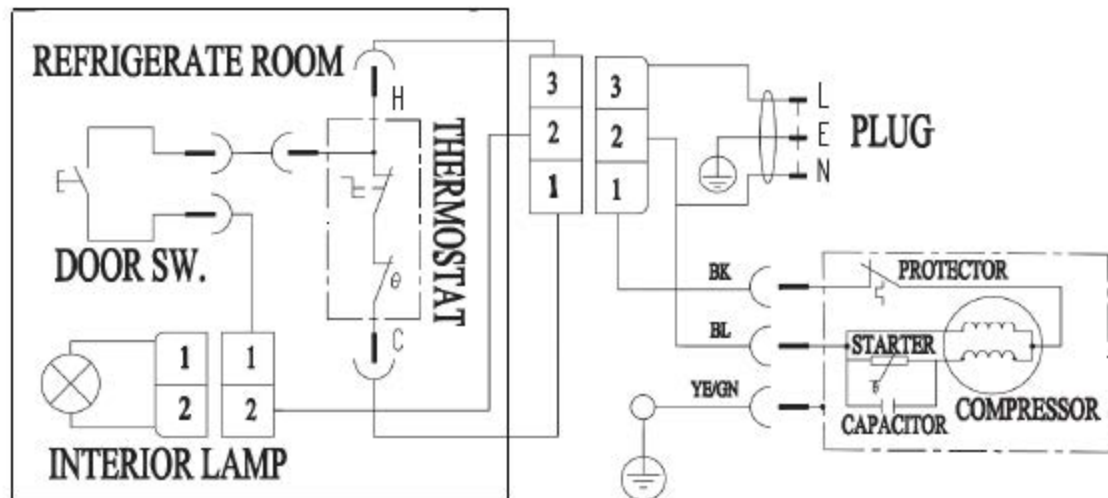 REFRIGERATE ROOM
H
THERMOSTAT
θ
C
DOOR SW.
1
2
1
2
INTERIOR LAMP
3
2
1
3
2
1
L
E
N
PLUG
BK
BL
YE/GN
PROTECTOR
STARTER
CAPACITOR
COMPRESSOR